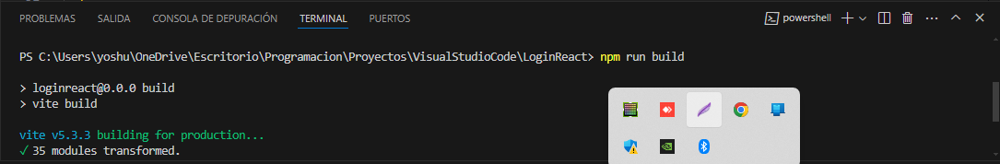 PROBLEMAS SALIDA CONSOLA DE DEPURACIÓN TERMINAL PUERTOS powershell
PS C:\Users\yoshu\OneDrive\Escritorio\Programacion\Proyectos\VisualStudioCode\LoginReact> npm run build
> loginreact@0.0.0 build
> vite build
vite v5.3.3 building for production...
✓ 35 modules transformed.